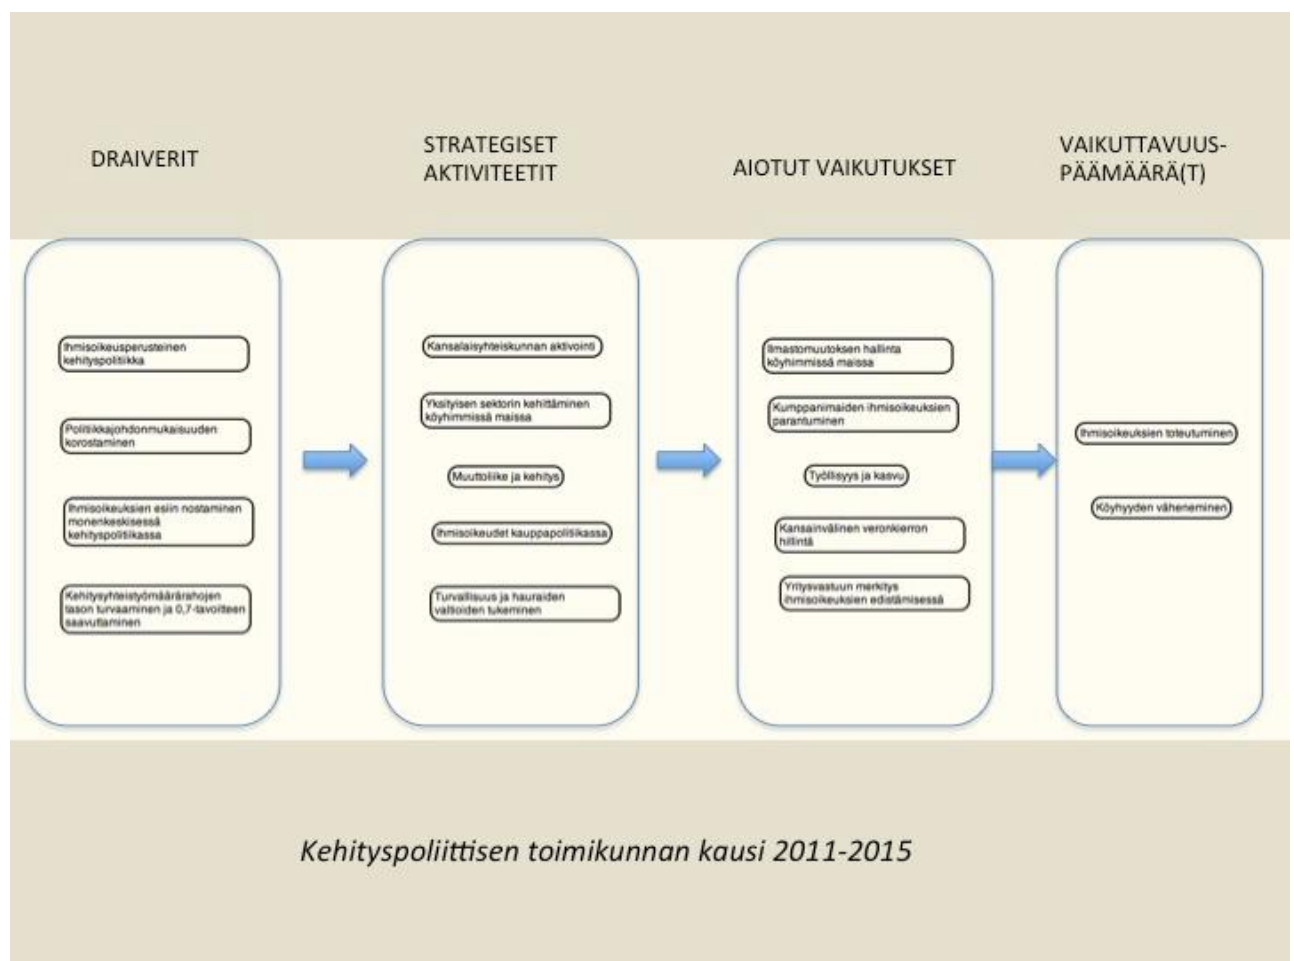 DRAIVERIT
STRATEGISET
AKTIVITEETIT
AIOTUT VAIKUTUKSET
VAIKUTTAVUUS-
PÄÄMÄÄRÄ(T)
Ihmisoikeusperusteinen
kehityspolitiikka
Politiikkajohdonmukaisuuden
korostaminen
Ihmisoikeuksien esiin nostaminen
monenkeskisessä
kehityspolitiikassa
Kehitysyhteistyömäärärahojen
tason turvaaminen ja 0,7-tavoitteen
saavuttaminen
Kansalaisyhteiskunnan aktivointi
Yksityisen sektorin kehittäminen
köyhimmissä maissa
Muuttoliike ja kehitys
Ihmisoikeudet kauppapolitiikassa
Turvallisuus ja hauraiden
valtioiden tukeminen
Ilmastomuutoksen hallinta
köyhimmissä maissa
Kumppanimaiden ihmisoikeuksien
parantuminen
Työllisyys ja kasvu
Kansainvälinen veronkierron
hillintä
Yritysvastuun merkitys
ihmisoikeuksien edistämisessä
Ihmisoikeuksien toteutuminen
Köyhyyden väheneminen
Kehityspoliittisen toimikunnan kausi 2011-2015